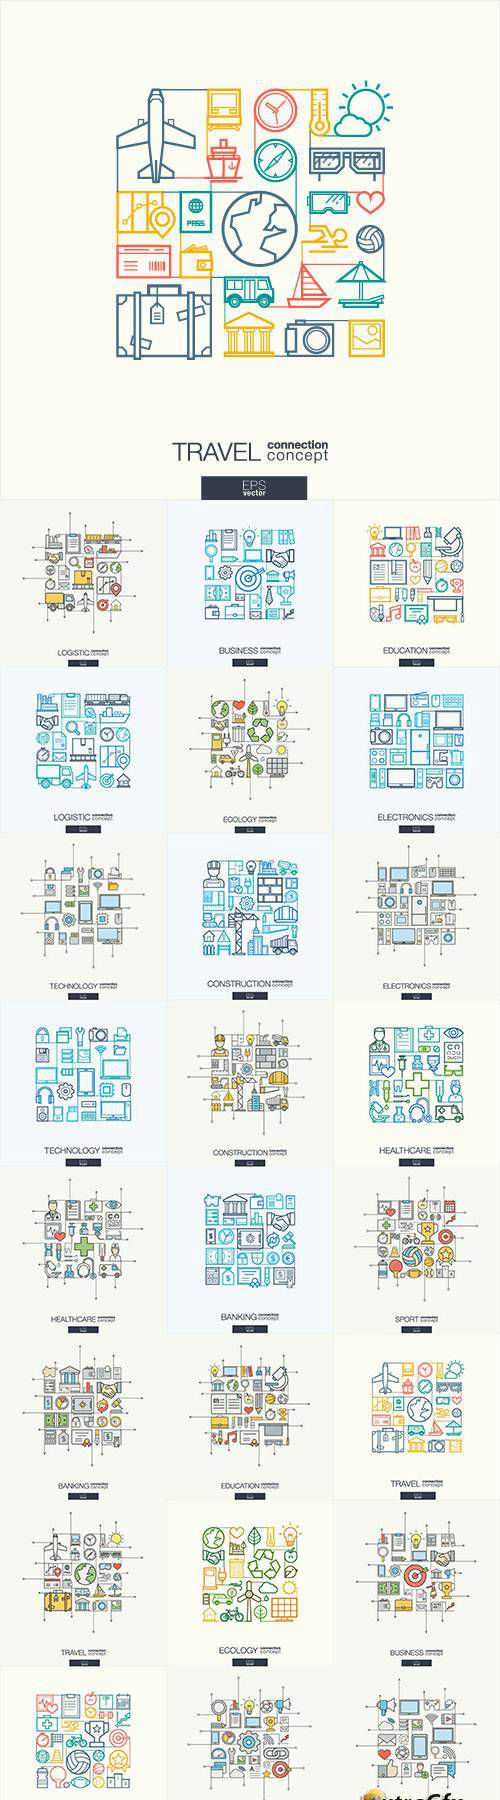 PASS
TRAVEL connection concept
EPS
vector
LOGISTIC connection concept
BUSINESS connection concept
EDUCATION connection concept
LOGISTIC connection concept
ECOLOGY connection concept
ELECTRONICS connection concept
TECHNOLOGY connection concept
CONSTRUCTION connection concept
ELECTRONICS connection concept
TECHNOLOGY connection concept
CONSTRUCTION connection concept
HEALTHCARE connection concept
HEALTHCARE connection concept
BANKING connection concept
SPORT connection concept
BANKING connection concept
EDUCATION connection concept
TRAVEL connection concept
TRAVEL connection concept
ECOLOGY connection concept
BUSINESS connection concept